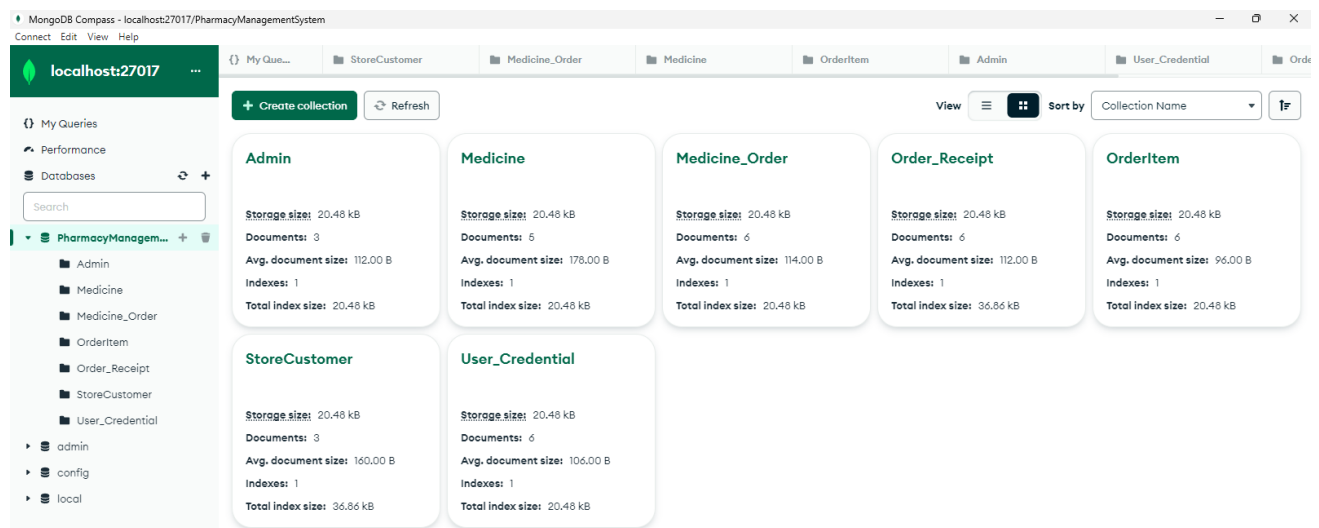 MongoDB Compass - localhost:27017/PharmacyManagementSystem
Connect Edit View Help
localhost:27017 ...
{} My Queries
Performance
Databases
Search
PharmacyManagem...
Admin
Medicine
Medicine_Order
OrderItem
Order_Receipt
StoreCustomer
User_Credential
admin
config
local
{} My Que... StoreCustomer Medicine_Order Medicine OrderItem Admin User_Credential Orde
+ Create collection Refresh View Sort by Collection Name
Admin
Storage size: 20.48 kB
Documents: 3
Avg. document size: 112.00 B
Indexes: 1
Total index size: 20.48 kB
Medicine
Storage size: 20.48 kB
Documents: 5
Avg. document size: 178.00 B
Indexes: 1
Total index size: 20.48 kB
Medicine_Order
Storage size: 20.48 kB
Documents: 6
Avg. document size: 114.00 B
Indexes: 1
Total index size: 20.48 kB
Order_Receipt
Storage size: 20.48 kB
Documents: 6
Avg. document size: 112.00 B
Indexes: 1
Total index size: 36.86 kB
OrderItem
Storage size: 20.48 kB
Documents: 6
Avg. document size: 96.00 B
Indexes: 1
Total index size: 20.48 kB
StoreCustomer
Storage size: 20.48 kB
Documents: 3
Avg. document size: 160.00 B
Indexes: 1
Total index size: 36.86 kB
User_Credential
Storage size: 20.48 kB
Documents: 6
Avg. document size: 106.00 B
Indexes: 1
Total index size: 20.48 kB